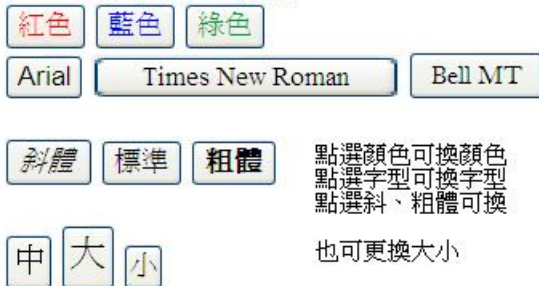 紅色 藍色 綠色
Arial Times New Roman Bell MT
斜體 標準 粗體
點選顏色可換顏色
點選字型可換字型
點選斜、粗體可換
中 大 小
也可更換大小